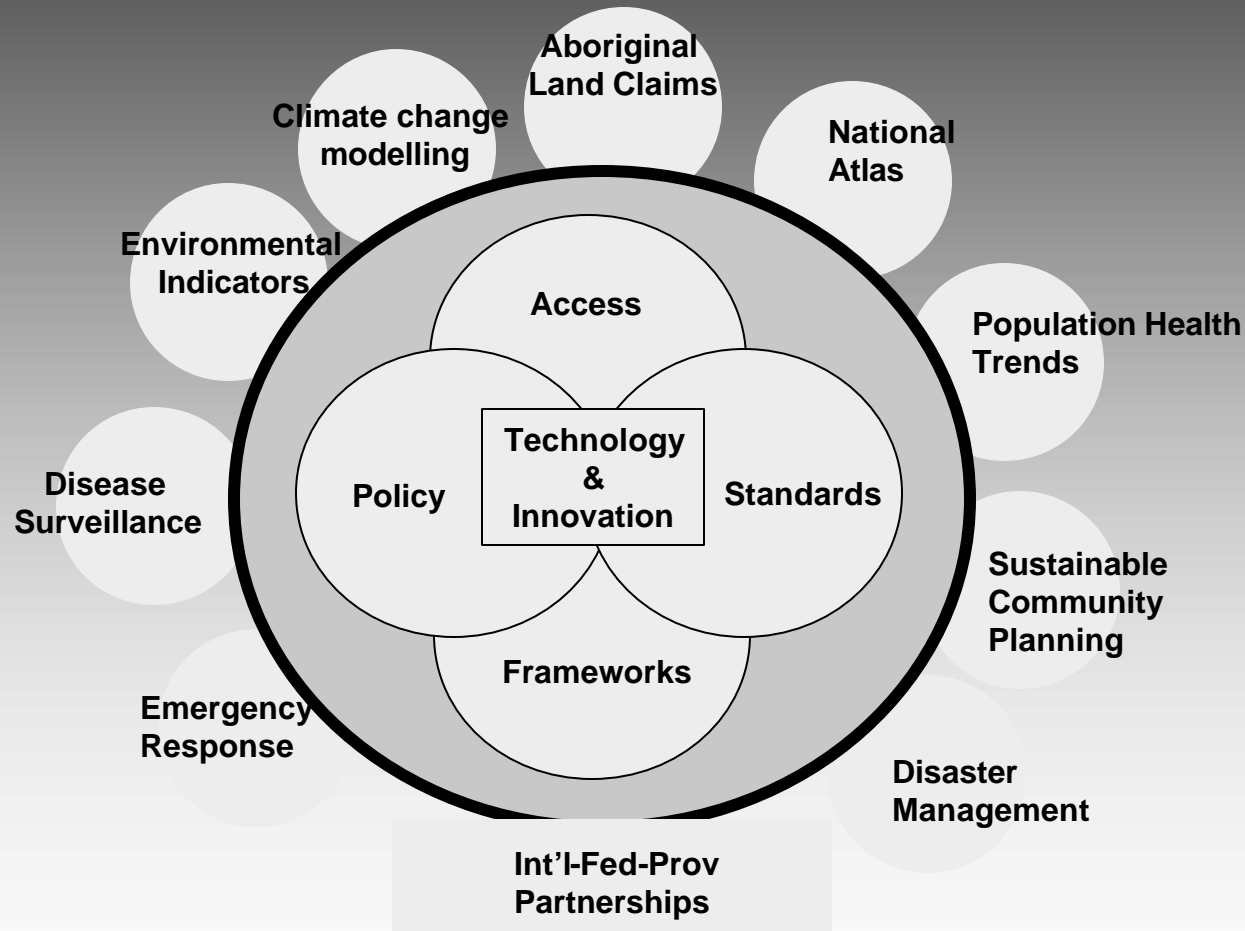 Aboriginal
Land Claims
Climate change
modelling
National
Atlas
Environmental
Indicators
Access
Population Health
Trends
Technology
&
Innovation
Policy
Standards
Disease
Surveillance
Sustainable
Community
Planning
Frameworks
Emergency
Response
Disaster
Management
Int’l-Fed-Prov
Partnerships